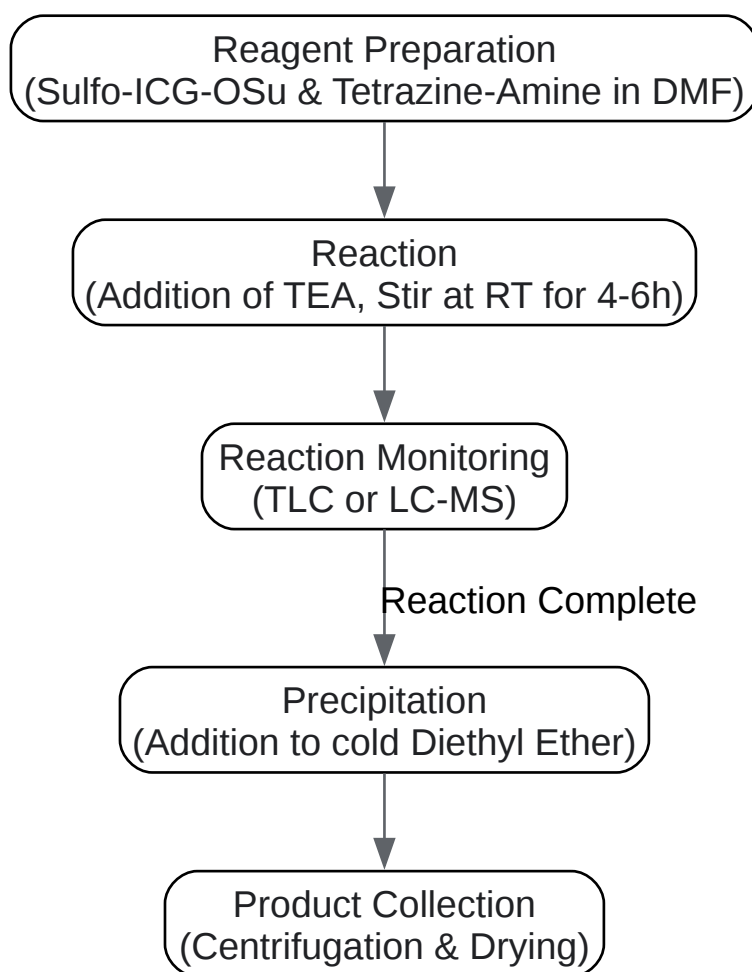 Reagent Preparation
(Sulfo-ICG-OSu & Tetrazine-Amine in DMF)
Reaction
(Addition of TEA, Stir at RT for 4-6h)
Reaction Monitoring
(TLC or LC-MS)
Reaction Complete
Precipitation
(Addition to cold Diethyl Ether)
Product Collection
(Centrifugation & Drying)